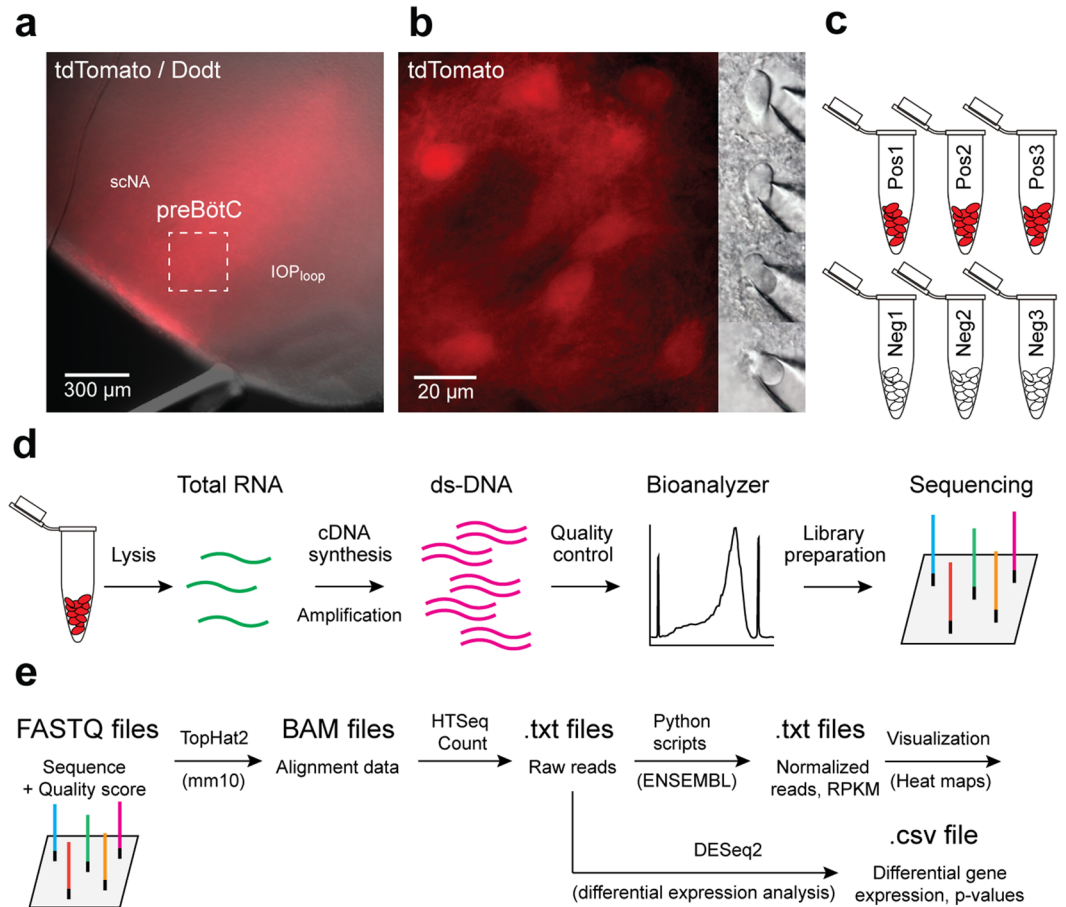 a
tdTomato / Dodt
scNA
preBötC
IOPloop
300 µm
b
tdTomato
20 µm
c
Pos1
Pos2
Pos3
Neg1
Neg2
Neg3
d
Lysis
Total RNA
cDNA
synthesis
Amplification
ds-DNA
Quality
control
Bioanalyzer
Library
preparation
Sequencing
e
FASTQ files
Sequence
+ Quality score
TopHat2
(mm10)
BAM files
Alignment data
HTSeq
Count
.txt files
Raw reads
Python
scripts
(ENSEMBL)
.txt files
Normalized
reads, RPKM
Visualization
(Heat maps)
DESeq2
(differential expression analysis)
.csv file
Differential gene
expression, p-values